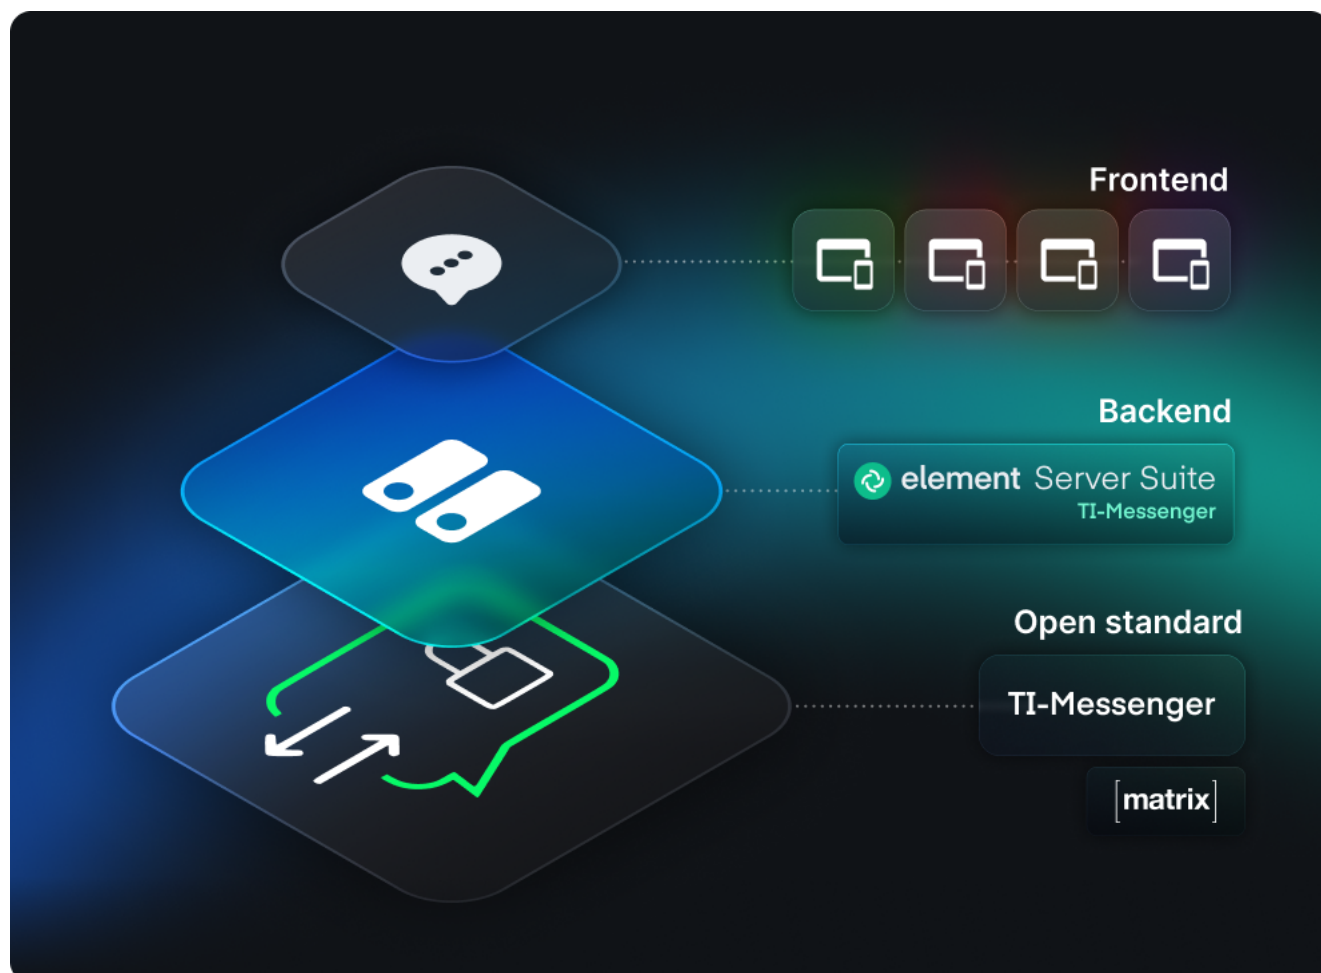 Frontend
Backend
element Server Suite
TI-Messenger
Open standard
TI-Messenger
[matrix]